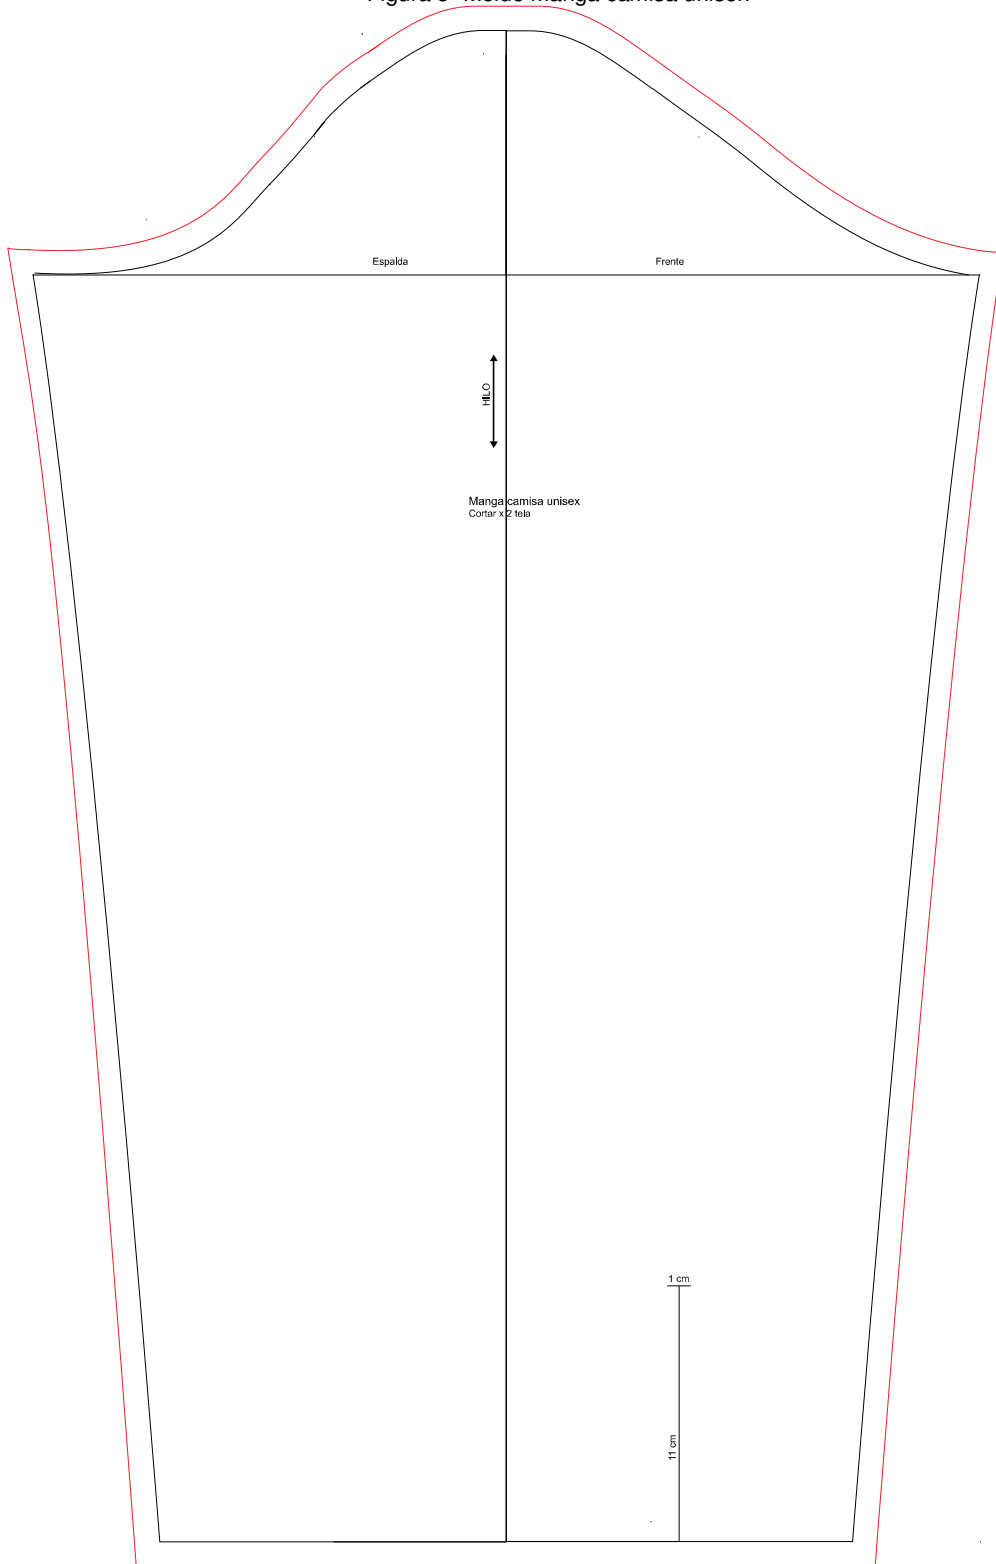 Espalda
Frente
HILO
Manga camisa unisex
Cortar x 2 tela
1 cm
11 cm